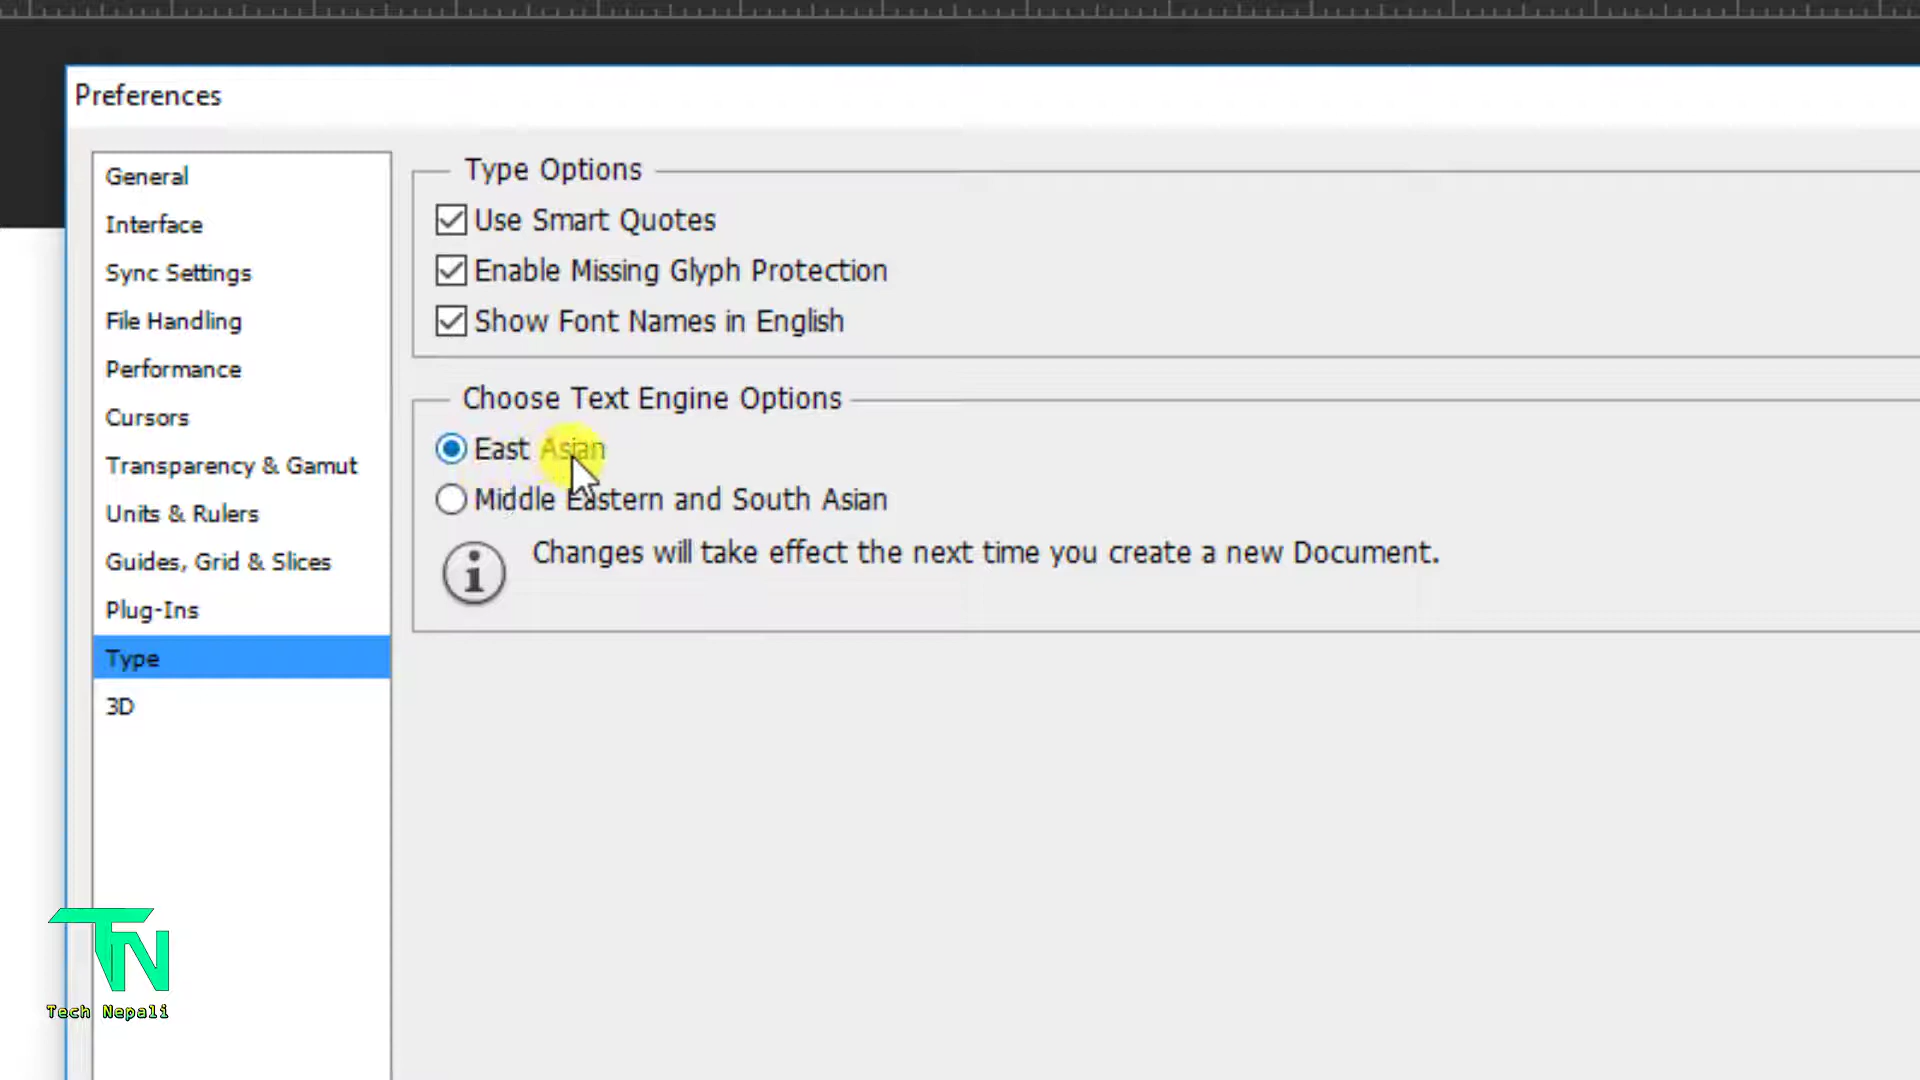 Preferences
General
Interface
Sync Settings
File Handling
Performance
Cursors
Transparency & Gamut
Units & Rulers
Guides, Grid & Slices
Plug-Ins
Type
3D
Type Options
Use Smart Quotes
Enable Missing Glyph Protection
Show Font Names in English
Choose Text Engine Options
East Asian
Middle Eastern and South Asian
Changes will take effect the next time you create a new Document.
TN
Tech Nepali